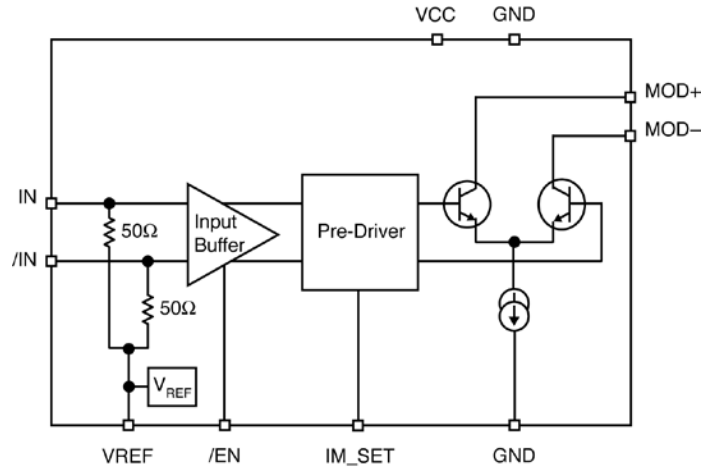 VCC
GND
MOD+
MOD–
IN
50Ω
Input
Buffer
Pre-Driver
/IN
50Ω
VREF
VREF
/EN
IM_SET
GND